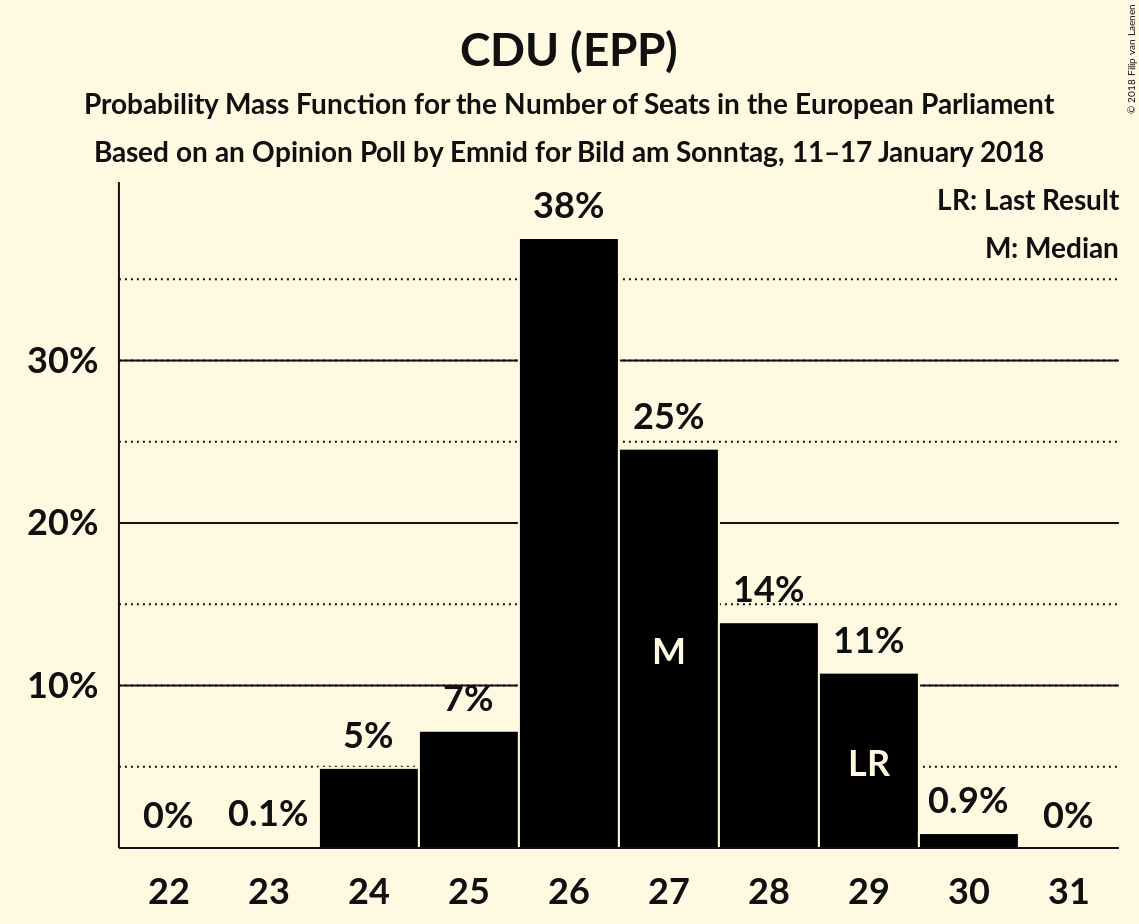 CDU (EPP)
Probability Mass Function for the Number of Seats in the European Parliament
Based on an Opinion Poll by Emnid for Bild am Sonntag, 11–17 January 2018
© 2018 Filip van Laenen
LR: Last Result
M: Median
38%
30%
25%
20%
14%
11%
M
10%
7%
5%
LR
0%
0.1%
0.9%
0%
22 23 24 25 26 27 28 29 30 31